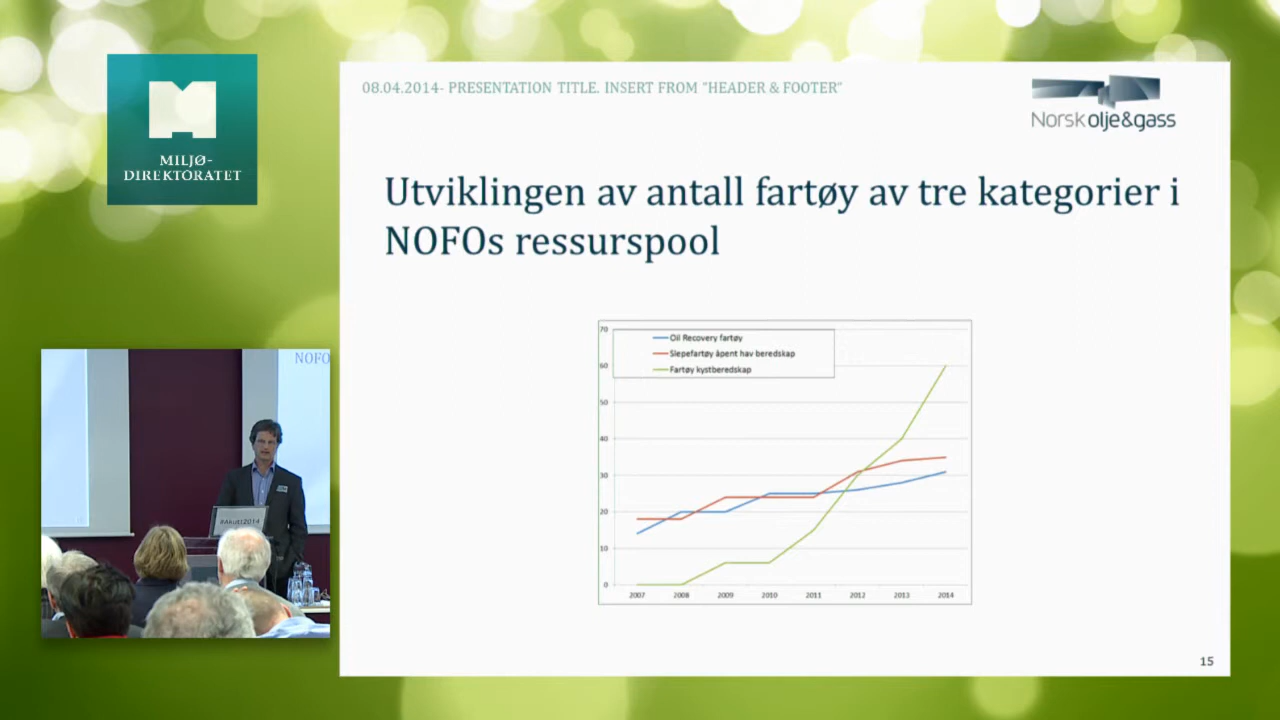 MILJØ-
DIREKTORATET
08.04.2014- PRESENTATION TITLE. INSERT FROM "HEADER & FOOTER"
Norsk olje&gass
Utviklingen av antall fartøy av tre kategorier i
NOFOs ressurspool
70
60
50
40
30
20
10
0
Oil Recovery fartøy
Slepefartøy åpent hav beredskap
Fartøy kystberedskap
2007 2008 2009 2010 2011 2012 2013 2014
15
NOFO
#Akutt2014